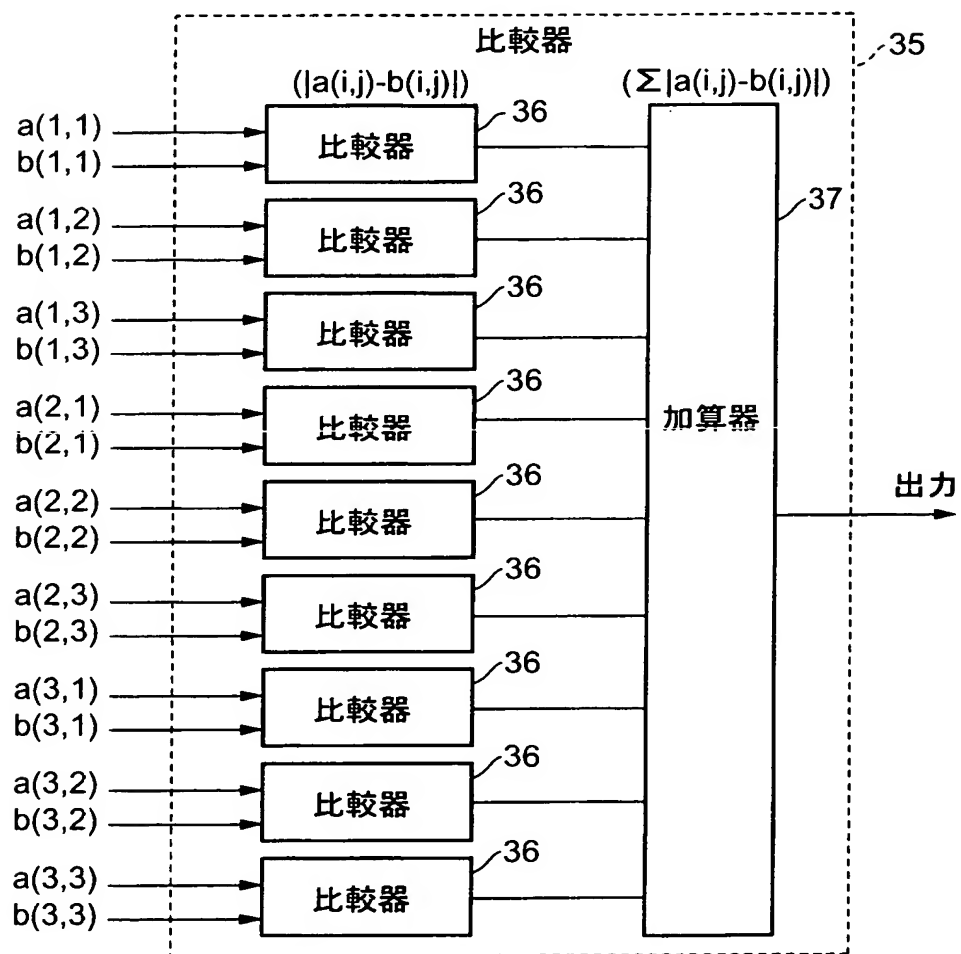 比較器
35
(|a(i,j)-b(i,j)|)
(Σ|a(i,j)-b(i,j)|)
a(1,1)
b(1,1)
比較器
36
a(1,2)
b(1,2)
比較器
36
a(1,3)
b(1,3)
比較器
36
a(2,1)
b(2,1)
比較器
36
a(2,2)
b(2,2)
比較器
36
a(2,3)
b(2,3)
比較器
36
a(3,1)
b(3,1)
比較器
36
a(3,2)
b(3,2)
比較器
36
a(3,3)
b(3,3)
比較器
36
加算器
37
出力